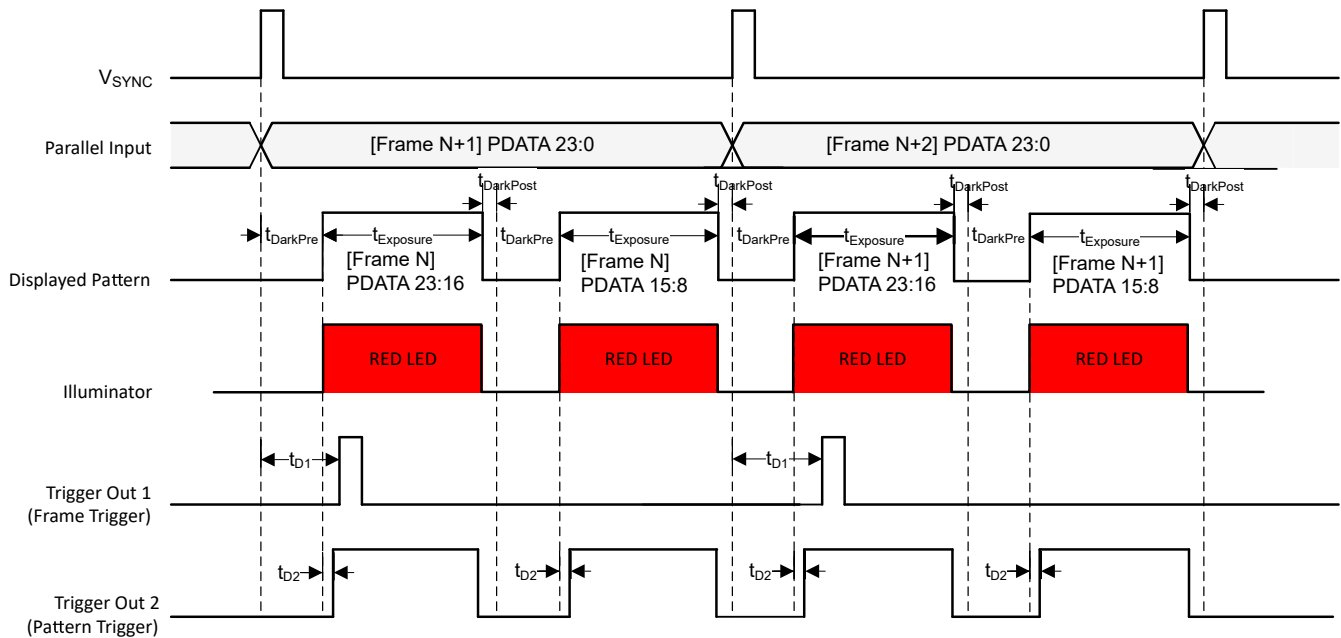 VSYNC
Parallel Input
[Frame N+1] PDATA 23:0
[Frame N+2] PDATA 23:0
tDarkPost
tDarkPost
tDarkPost
tDarkPost
tDarkPre
tExposure
tDarkPre
tExposure
tDarkPre
tExposure
tDarkPre
tExposure
Displayed Pattern
[Frame N]
PDATA 23:16
[Frame N]
PDATA 15:8
[Frame N+1]
PDATA 23:16
[Frame N+1]
PDATA 15:8
Illuminator
RED LED
RED LED
RED LED
RED LED
tD1
tD1
Trigger Out 1
(Frame Trigger)
tD2
tD2
tD2
tD2
Trigger Out 2
(Pattern Trigger)